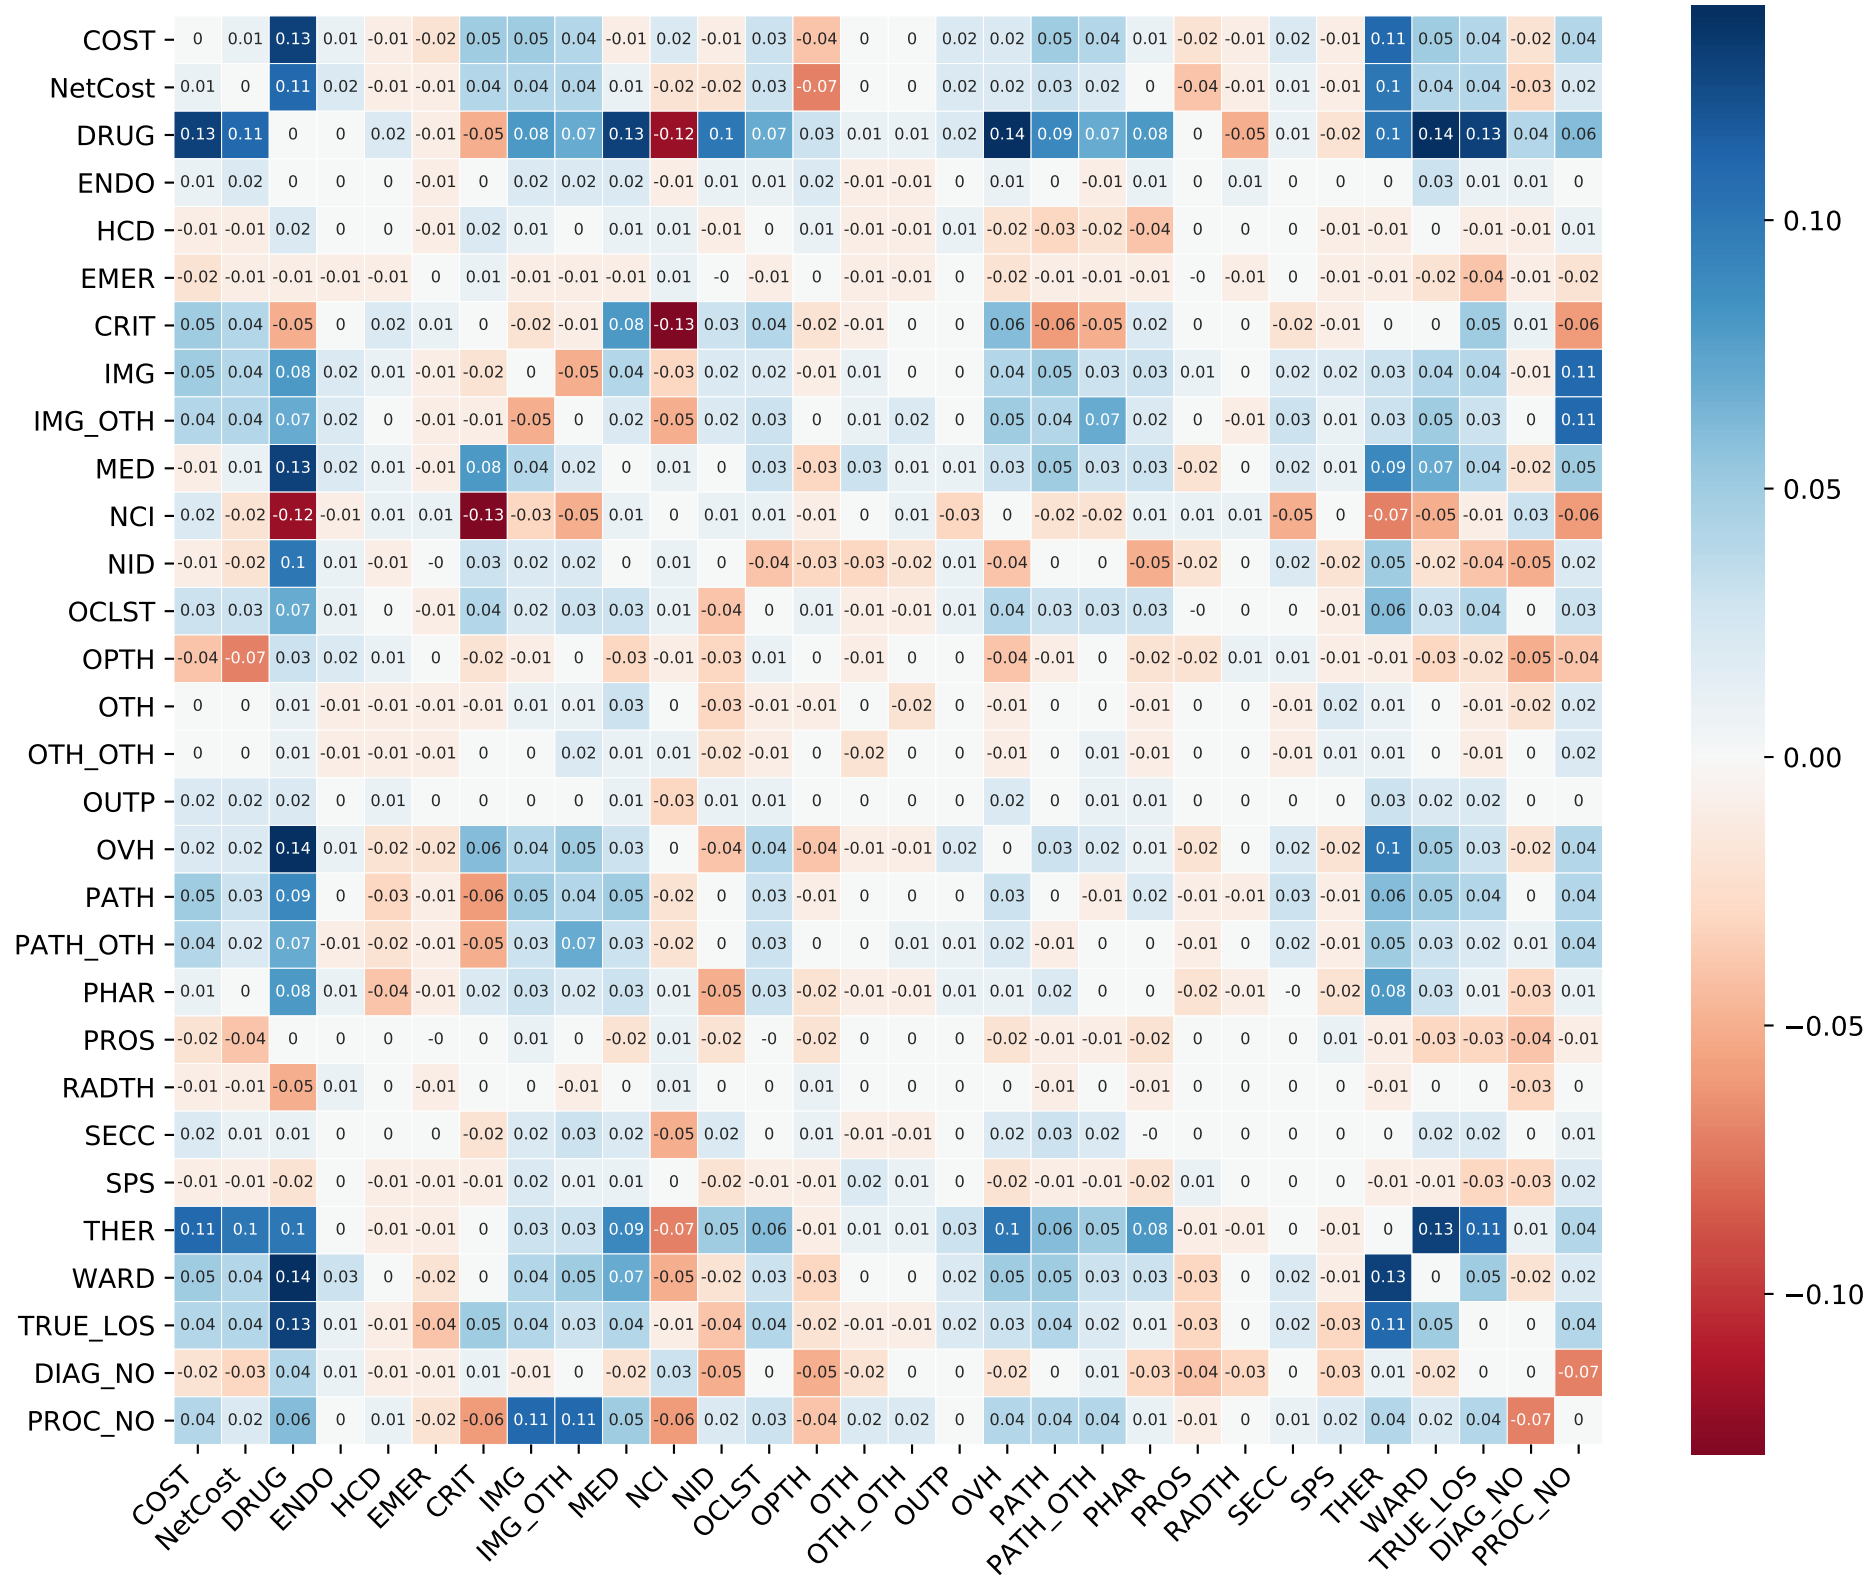 COST 0 0.01 0.13 0.01 -0.01 -0.02 0.05 0.05 0.04 -0.01 0.02 -0.01 0.03 -0.04 0 0 0.02 0.02 0.05 0.04 0.01 -0.02 -0.01 0.02 -0.01 0.11 0.05 0.04 -0.02 0.04
NetCost 0.01 0 0.11 0.02 -0.01 -0.01 0.04 0.04 0.04 0.01 -0.02 -0.02 0.03 -0.07 0 0 0.02 0.02 0.03 0.02 0 -0.04 -0.01 0.01 -0.01 0.1 0.04 0.04 -0.03 0.02
DRUG 0.13 0.11 0 0 0.02 -0.01 -0.05 0.08 0.07 0.13 -0.12 0.1 0.07 0.03 0.01 0.01 0.02 0.14 0.09 0.07 0.08 0 -0.05 0.01 -0.02 0.1 0.14 0.13 0.04 0.06
ENDO 0.01 0.02 0 0 0 -0.01 0 0.02 0.02 0.02 -0.01 0.01 0.01 0.02 -0.01 -0.01 0 0.01 0 -0.01 0.01 0 0.01 0 0 0 0.03 0.01 0.01 0
HCD -0.01 -0.01 0.02 0 0 -0.01 0.02 0.01 0 0.01 0.01 -0.01 0 0.01 -0.01 -0.01 0.01 -0.02 -0.03 -0.02 -0.04 0 0 0 -0.01 -0.01 0 -0.01 -0.01 0.01
EMER -0.02 -0.01 -0.01 -0.01 -0.01 0 0.01 -0.01 -0.01 -0.01 0.01 -0 -0.01 0 -0.01 -0.01 0 -0.02 -0.01 -0.01 -0.01 -0 -0.01 0 -0.01 -0.01 -0.02 -0.04 -0.01 -0.02
CRIT 0.05 0.04 -0.05 0 0.02 0.01 0 -0.02 -0.01 0.08 -0.13 0.03 0.04 -0.02 -0.01 0 0 0.06 -0.06 -0.05 0.02 0 0 -0.02 -0.01 0 0 0.05 0.01 -0.06
IMG 0.05 0.04 0.08 0.02 0.01 -0.01 -0.02 0 -0.05 0.04 -0.03 0.02 0.02 -0.01 0.01 0 0 0.04 0.05 0.03 0.03 0.01 0 0.02 0.02 0.03 0.04 0.04 -0.01 0.11
IMG_OTH 0.04 0.04 0.07 0.02 0 -0.01 -0.01 -0.05 0 0.02 -0.05 0.02 0.03 0 0.01 0.02 0 0.05 0.04 0.07 0.02 0 -0.01 0.03 0.01 0.03 0.05 0.03 0 0.11
MED -0.01 0.01 0.13 0.02 0.01 -0.01 0.08 0.04 0.02 0 0.01 0 0.03 -0.03 0.03 0.01 0.01 0.03 0.05 0.03 0.03 -0.02 0 0.02 0.01 0.09 0.07 0.04 -0.02 0.05
NCI 0.02 -0.02 -0.12 -0.01 0.01 0.01 -0.13 -0.03 -0.05 0.01 0 0.01 0.01 -0.01 0 0.01 -0.03 0 -0.02 -0.02 0.01 0.01 0.01 -0.05 0 -0.07 -0.05 -0.01 0.03 -0.06
NID -0.01 -0.02 0.1 0.01 -0.01 -0 0.03 0.02 0.02 0 0.01 0 -0.04 -0.03 -0.03 -0.02 0.01 -0.04 0 0 -0.05 -0.02 0 0.02 -0.02 0.05 -0.02 -0.04 -0.05 0.02
OCLST 0.03 0.03 0.07 0.01 0 -0.01 0.04 0.02 0.03 0.03 0.01 -0.04 0 0.01 -0.01 -0.01 0.01 0.04 0.03 0.03 0.03 -0 0 0 -0.01 0.06 0.03 0.04 0 0.03
OPTH -0.04 -0.07 0.03 0.02 0.01 0 -0.02 -0.01 0 -0.03 -0.01 -0.03 0.01 0 -0.01 0 0 -0.04 -0.01 0 -0.02 -0.02 0.01 0.01 -0.01 -0.01 -0.03 -0.02 -0.05 -0.04
OTH 0 0 0.01 -0.01 -0.01 -0.01 -0.01 0.01 0.01 0.03 0 -0.03 -0.01 -0.01 0 -0.02 0 -0.01 0 0 -0.01 0 0 -0.01 0.02 0.01 0 -0.01 -0.02 0.02
OTH_OTH 0 0 0.01 -0.01 -0.01 -0.01 0 0 0.02 0.01 0.01 -0.02 -0.01 0 -0.02 0 0 -0.01 0 0.01 -0.01 0 0 -0.01 0.01 0.01 0 -0.01 0 0.02
OUTP 0.02 0.02 0.02 0 0.01 0 0 0 0 0.01 -0.03 0.01 0.01 0 0 0 0 0.02 0 0.01 0.01 0 0 0 0 0.03 0.02 0.02 0 0
OVH 0.02 0.02 0.14 0.01 -0.02 -0.02 0.06 0.04 0.05 0.03 0 -0.04 0.04 -0.04 -0.01 -0.01 0.02 0 0.03 0.02 0.01 -0.02 0 0.02 -0.02 0.1 0.05 0.03 -0.02 0.04
PATH 0.05 0.03 0.09 0 -0.03 -0.01 -0.06 0.05 0.04 0.05 -0.02 0 0.03 -0.01 0 0 0 0.03 0 -0.01 0.02 -0.01 -0.01 0.03 -0.01 0.06 0.05 0.04 0 0.04
PATH_OTH 0.04 0.02 0.07 -0.01 -0.02 -0.01 -0.05 0.03 0.07 0.03 -0.02 0 0.03 0 0 0.01 0.01 0.02 -0.01 0 0 -0.01 0 0.02 -0.01 0.05 0.03 0.02 0.01 0.04
PHAR 0.01 0 0.08 0.01 -0.04 -0.01 0.02 0.03 0.02 0.03 0.01 -0.05 0.03 -0.02 -0.01 -0.01 0.01 0.01 0.02 0 0 -0.02 -0.01 -0 -0.02 0.08 0.03 0.01 -0.03 0.01
PROS -0.02 -0.04 0 0 0 -0 0 0.01 0 -0.02 0.01 -0.02 -0 -0.02 0 0 0 -0.02 -0.01 -0.01 -0.02 0 0 0 0.01 -0.01 -0.03 -0.03 -0.04 -0.01
RADTH -0.01 -0.01 -0.05 0.01 0 -0.01 0 0 -0.01 0 0.01 0 0 0.01 0 0 0 0 -0.01 0 -0.01 0 0 0 0 -0.01 0 0 -0.03 0
SECC 0.02 0.01 0.01 0 0 0 -0.02 0.02 0.03 0.02 -0.05 0.02 0 0.01 -0.01 -0.01 0 0.02 0.03 0.02 -0 0 0 0 0 0 0.02 0.02 0 0.01
SPS -0.01 -0.01 -0.02 0 -0.01 -0.01 -0.01 0.02 0.01 0.01 0 -0.02 -0.01 -0.01 0.02 0.01 0 -0.02 -0.01 -0.01 -0.02 0.01 0 0 0 -0.01 -0.01 -0.03 -0.03 0.02
THER 0.11 0.1 0.1 0 -0.01 -0.01 0 0.03 0.03 0.09 -0.07 0.05 0.06 -0.01 0.01 0.01 0.03 0.1 0.06 0.05 0.08 -0.01 -0.01 0 -0.01 0 0.13 0.11 0.01 0.04
WARD 0.05 0.04 0.14 0.03 0 -0.02 0 0.04 0.05 0.07 -0.05 -0.02 0.03 -0.03 0 0 0.02 0.05 0.05 0.03 0.03 -0.03 0 0.02 -0.01 0.13 0 0.05 -0.02 0.02
TRUE_LOS 0.04 0.04 0.13 0.01 -0.01 -0.04 0.05 0.04 0.03 0.04 -0.01 -0.04 0.04 -0.02 -0.01 -0.01 0.02 0.03 0.04 0.02 0.01 -0.03 0 0.02 -0.03 0.11 0.05 0 0 0.04
DIAG_NO -0.02 -0.03 0.04 0.01 -0.01 -0.01 0.01 -0.01 0 -0.02 0.03 -0.05 0 -0.05 -0.02 0 0 -0.02 0 0.01 -0.03 -0.04 -0.03 0 -0.03 0.01 -0.02 0 0 -0.07
PROC_NO 0.04 0.02 0.06 0 0.01 -0.02 -0.06 0.11 0.11 0.05 -0.06 0.02 0.03 -0.04 0.02 0.02 0 0.04 0.04 0.04 0.01 -0.01 0 0.01 0.02 0.04 0.02 0.04 -0.07 0
COST NetCost DRUG ENDO HCD EMER CRIT IMG IMG_OTH MED NCI NID OCLST OPTH OTH OTH_OTH OUTP OVH PATH PATH_OTH PHAR PROS RADTH SECC SPS THER WARD TRUE_LOS DIAG_NO PROC_NO
0.10
0.05
0.00
−0.05
−0.10